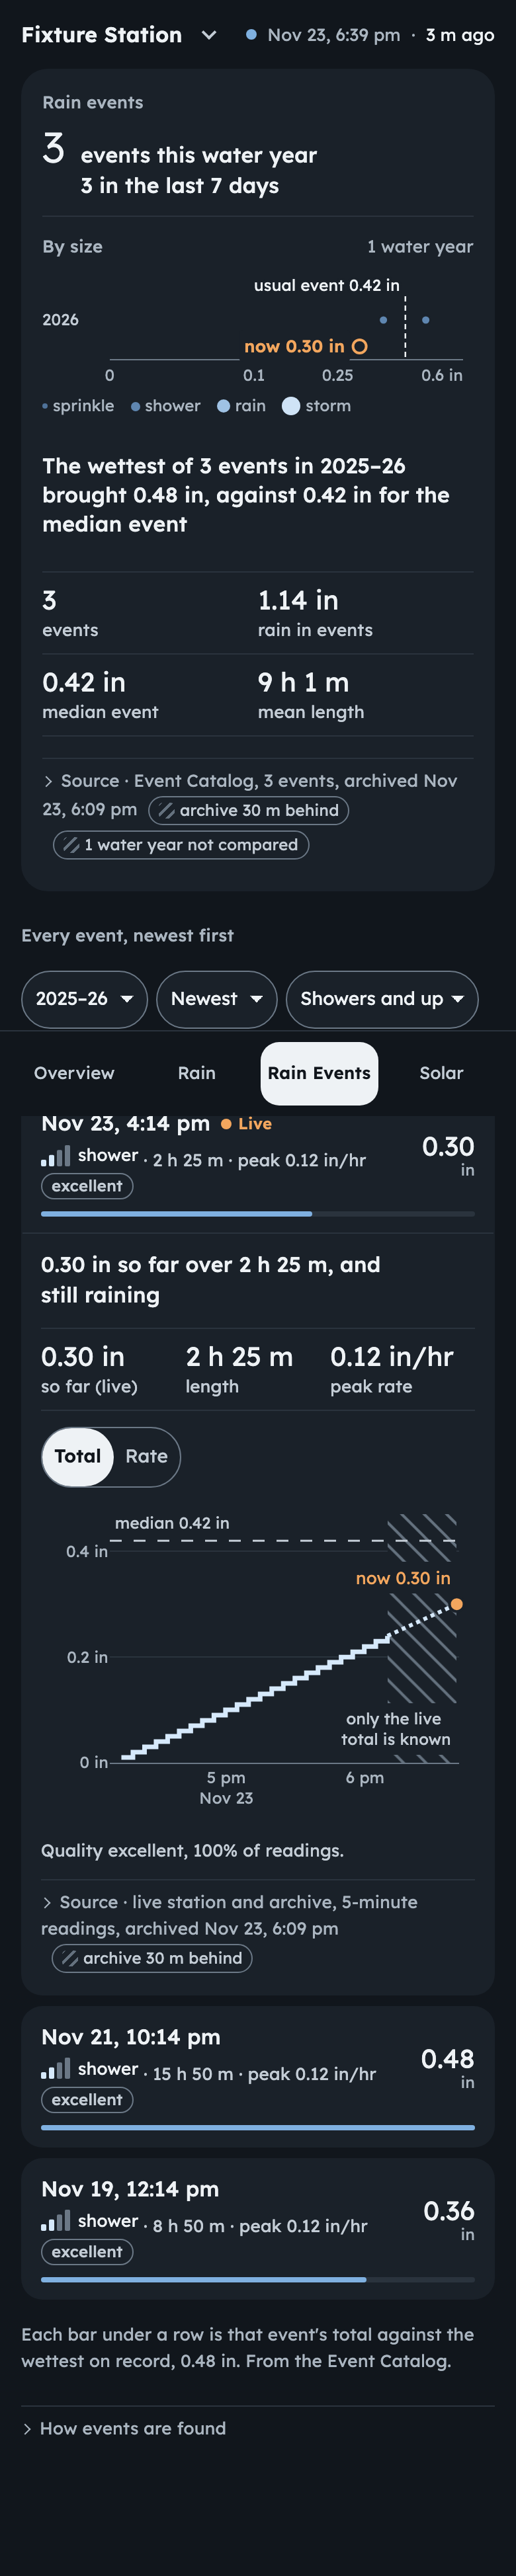 Fixture Station
Nov 23, 6:39 pm · 3 m ago
Rain events
3 events this water year
3 in the last 7 days
By size
1 water year
usual event 0.42 in
2026
now 0.30 in
0 0.1 0.25 0.6 in
sprinkle shower rain storm
The wettest of 3 events in 2025–26
brought 0.48 in, against 0.42 in for the
median event
3
events
1.14 in
rain in events
0.42 in
median event
9 h 1 m
mean length
Source · Event Catalog, 3 events, archived Nov
23, 6:09 pm archive 30 m behind
1 water year not compared
Every event, newest first
2025–26 Newest Showers and up
Overview Rain Rain Events Solar
Nov 23, 4:14 pm Live
shower · 2 h 25 m · peak 0.12 in/hr
excellent
0.30
in
0.30 in so far over 2 h 25 m, and
still raining
0.30 in
so far (live)
2 h 25 m
length
0.12 in/hr
peak rate
Total Rate
median 0.42 in
0.4 in
now 0.30 in
0.2 in
only the live
total is known
0 in
5 pm 6 pm
Nov 23
Quality excellent, 100% of readings.
Source · live station and archive, 5-minute
readings, archived Nov 23, 6:09 pm
archive 30 m behind
Nov 21, 10:14 pm
shower · 15 h 50 m · peak 0.12 in/hr
excellent
0.48
in
Nov 19, 12:14 pm
shower · 8 h 50 m · peak 0.12 in/hr
excellent
0.36
in
Each bar under a row is that event's total against the
wettest on record, 0.48 in. From the Event Catalog.
How events are found